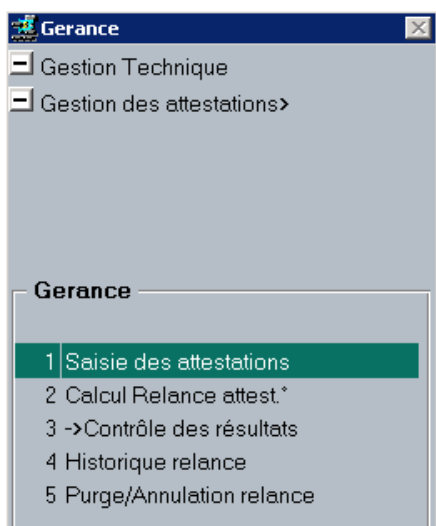 Gerance
Gestion Technique
Gestion des attestations>
Gerance
1 Saisie des attestations
2 Calcul Relance attest.°
3 ->Contrôle des résultats
4 Historique relance
5 Purge/Annulation relance